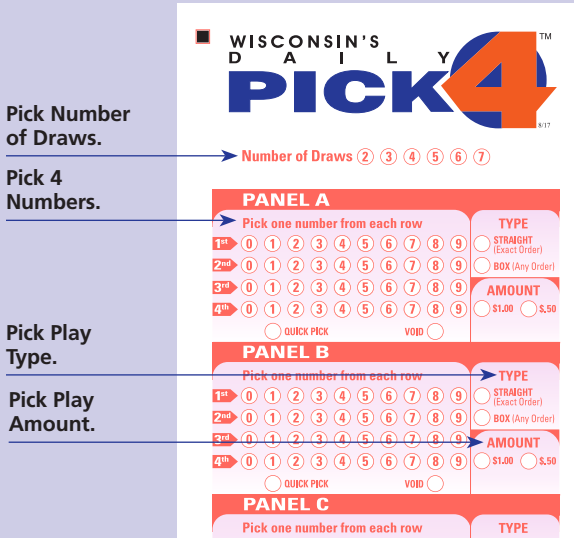 WISCONSIN'S
DAILY
PICK 4 TM
8/17
Pick Number
of Draws.
Number of Draws 2 3 4 5 6 7
Pick 4
Numbers.
PANEL A
Pick one number from each row
TYPE
1st 0 1 2 3 4 5 6 7 8 9
STRAIGHT
(Exact Order)
2nd 0 1 2 3 4 5 6 7 8 9
BOX (Any Order)
3rd 0 1 2 3 4 5 6 7 8 9
AMOUNT
4th 0 1 2 3 4 5 6 7 8 9
$1.00 $.50
QUICK PICK VOID
Pick Play
Type.
PANEL B
Pick one number from each row
TYPE
1st 0 1 2 3 4 5 6 7 8 9
STRAIGHT
(Exact Order)
Pick Play
Amount.
2nd 0 1 2 3 4 5 6 7 8 9
BOX (Any Order)
3rd 0 1 2 3 4 5 6 7 8 9
AMOUNT
4th 0 1 2 3 4 5 6 7 8 9
$1.00 $.50
QUICK PICK VOID
PANEL C
Pick one number from each row
TYPE